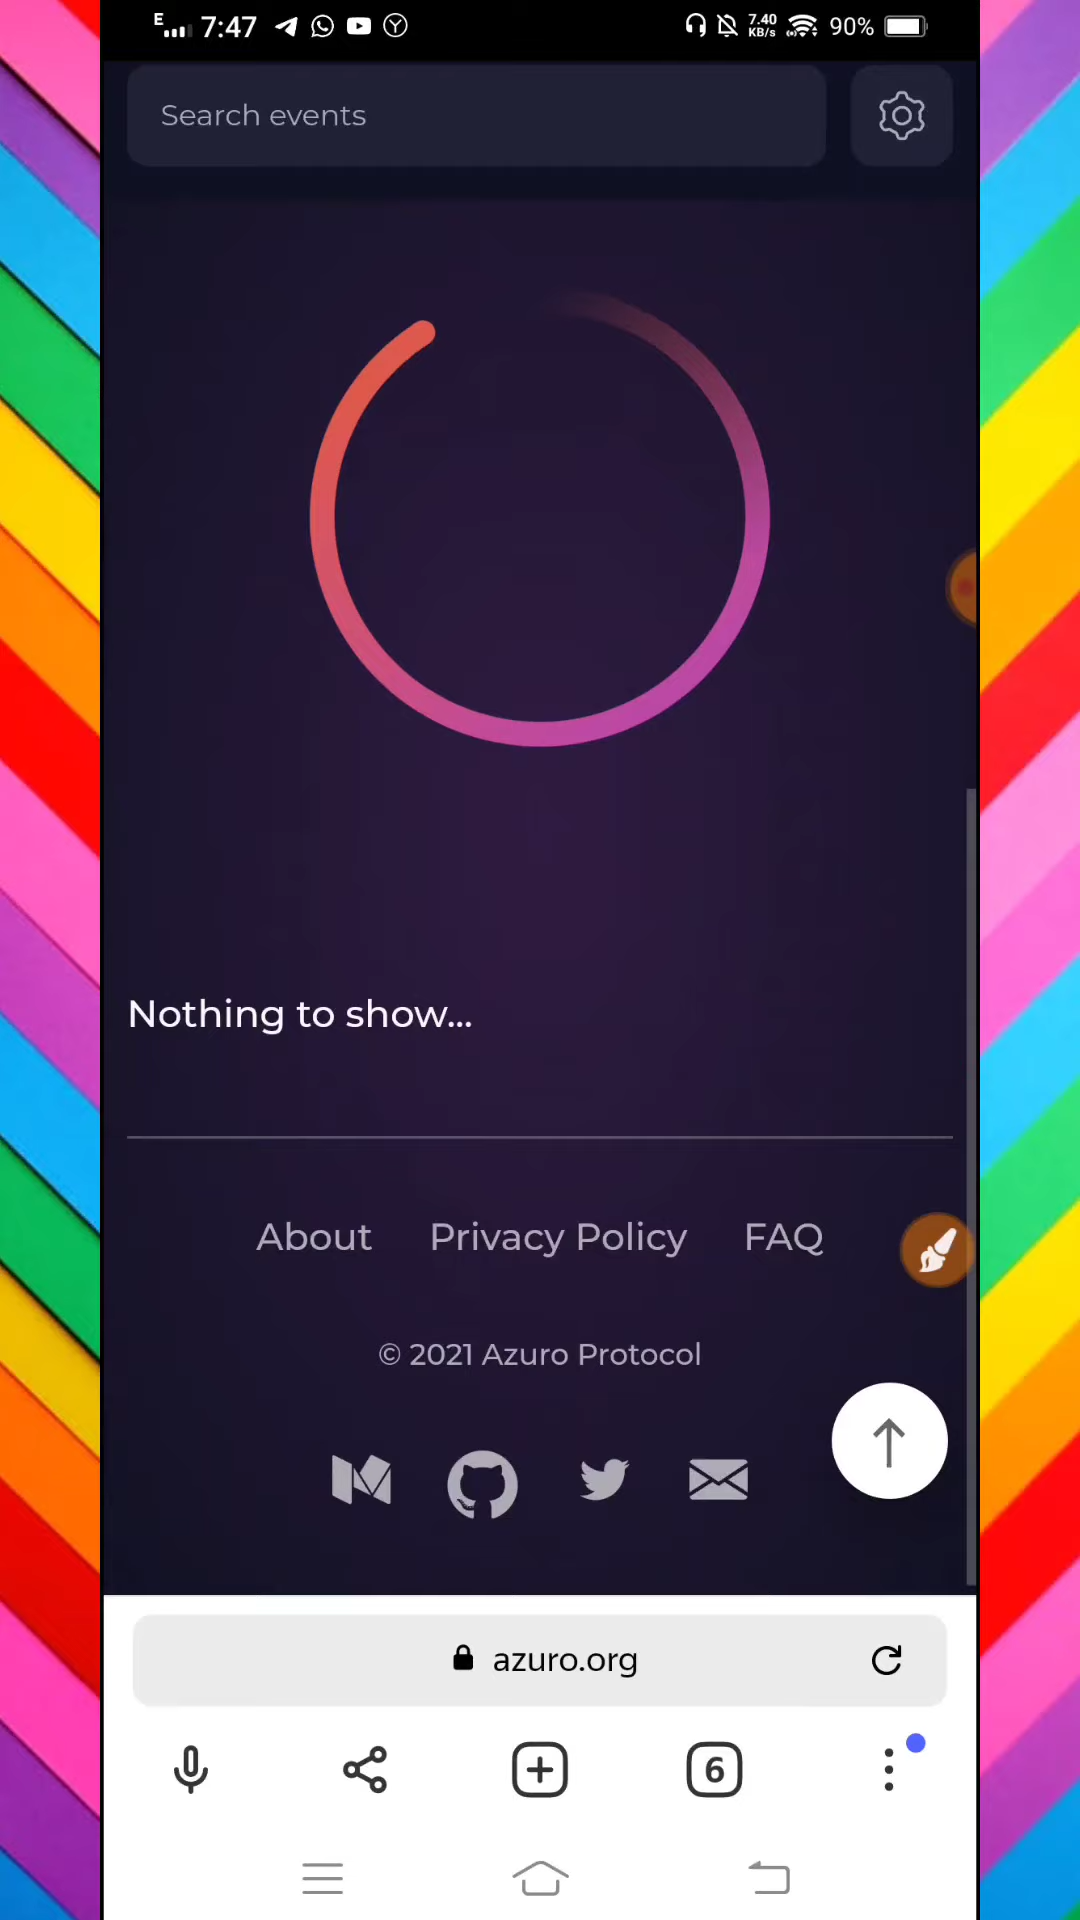 E 7:47 7.40 KB/s 90%
Search events
Nothing to show...
About Privacy Policy FAQ
© 2021 Azuro Protocol
azuro.org
6